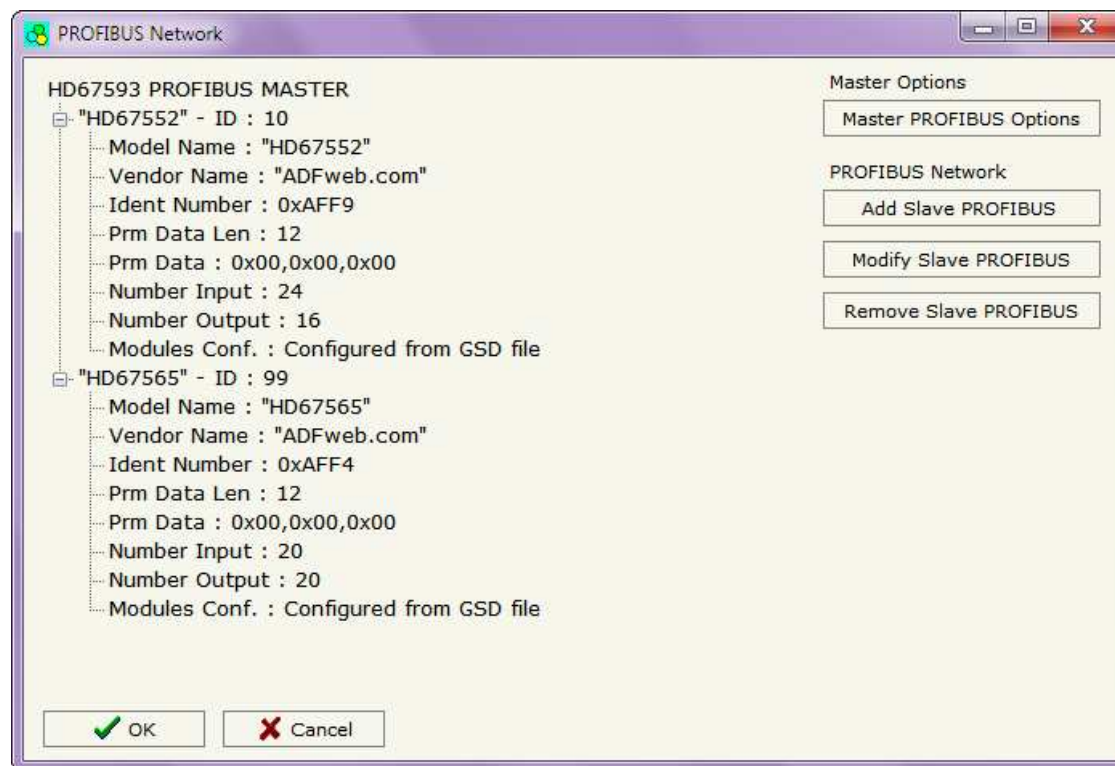 PROFIBUS Network
HD67593 PROFIBUS MASTER
"HD67552" - ID : 10
Model Name : "HD67552"
Vendor Name : "ADFweb.com"
Ident Number : 0xAFF9
Prm Data Len : 12
Prm Data : 0x00,0x00,0x00
Number Input : 24
Number Output : 16
Modules Conf. : Configured from GSD file
"HD67565" - ID : 99
Model Name : "HD67565"
Vendor Name : "ADFweb.com"
Ident Number : 0xAFF4
Prm Data Len : 12
Prm Data : 0x00,0x00,0x00
Number Input : 20
Number Output : 20
Modules Conf. : Configured from GSD file
Master Options
Master PROFIBUS Options
PROFIBUS Network
Add Slave PROFIBUS
Modify Slave PROFIBUS
Remove Slave PROFIBUS
OK
Cancel